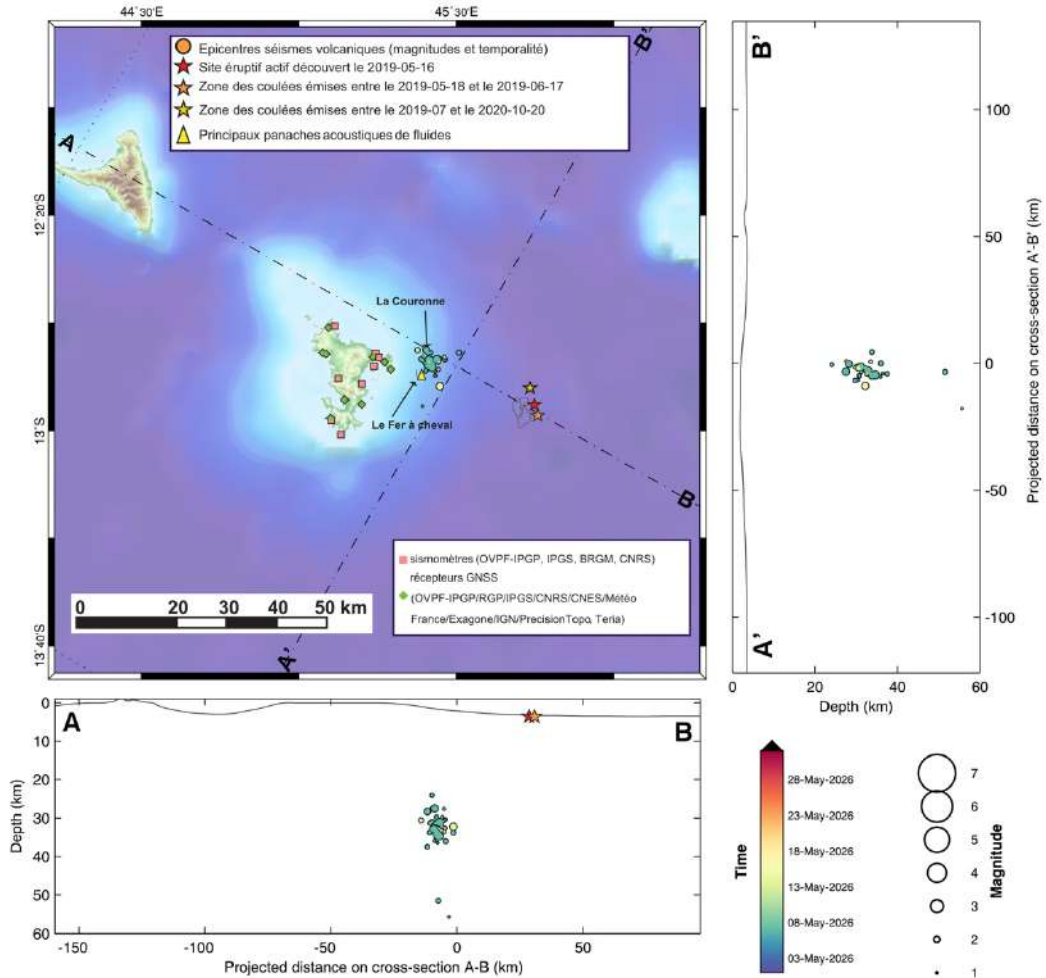 44°30'E
45°30'E
Epicentres séismes volcaniques (magnitudes et temporalité)
Site éruptif actif découvert le 2019-05-16
Zone des coulées émises entre le 2019-05-18 et le 2019-06-17
Zone des coulées émises entre le 2019-07 et le 2020-10-20
Principaux panaches acoustiques de fluides
A
B'
12°20'S
13°S
13°40'S
La Couronne
Le Fer à cheval
B
A'
sismomètres (OVPF-IPGP, IPGS, BRGM, CNRS)
récepteurs GNSS
(OVPF-IPGP/RGP/IPGS/CNRS/CNES/Météo
France/Exagone/IGN/PrecisionTopo, Teria)
0 20 30 40 50 km
B'
100
50
0
-50
-100
Projected distance on cross-section A'-B' (km)
A'
0 20 40 60
Depth (km)
A
B
0
10
20
30
40
50
60
Depth (km)
-150 -100 -50 0 50
Projected distance on cross-section A-B (km)
Time
28-May-2026
23-May-2026
18-May-2026
13-May-2026
08-May-2026
03-May-2026
7
6
5
4
3
2
1
Magnitude